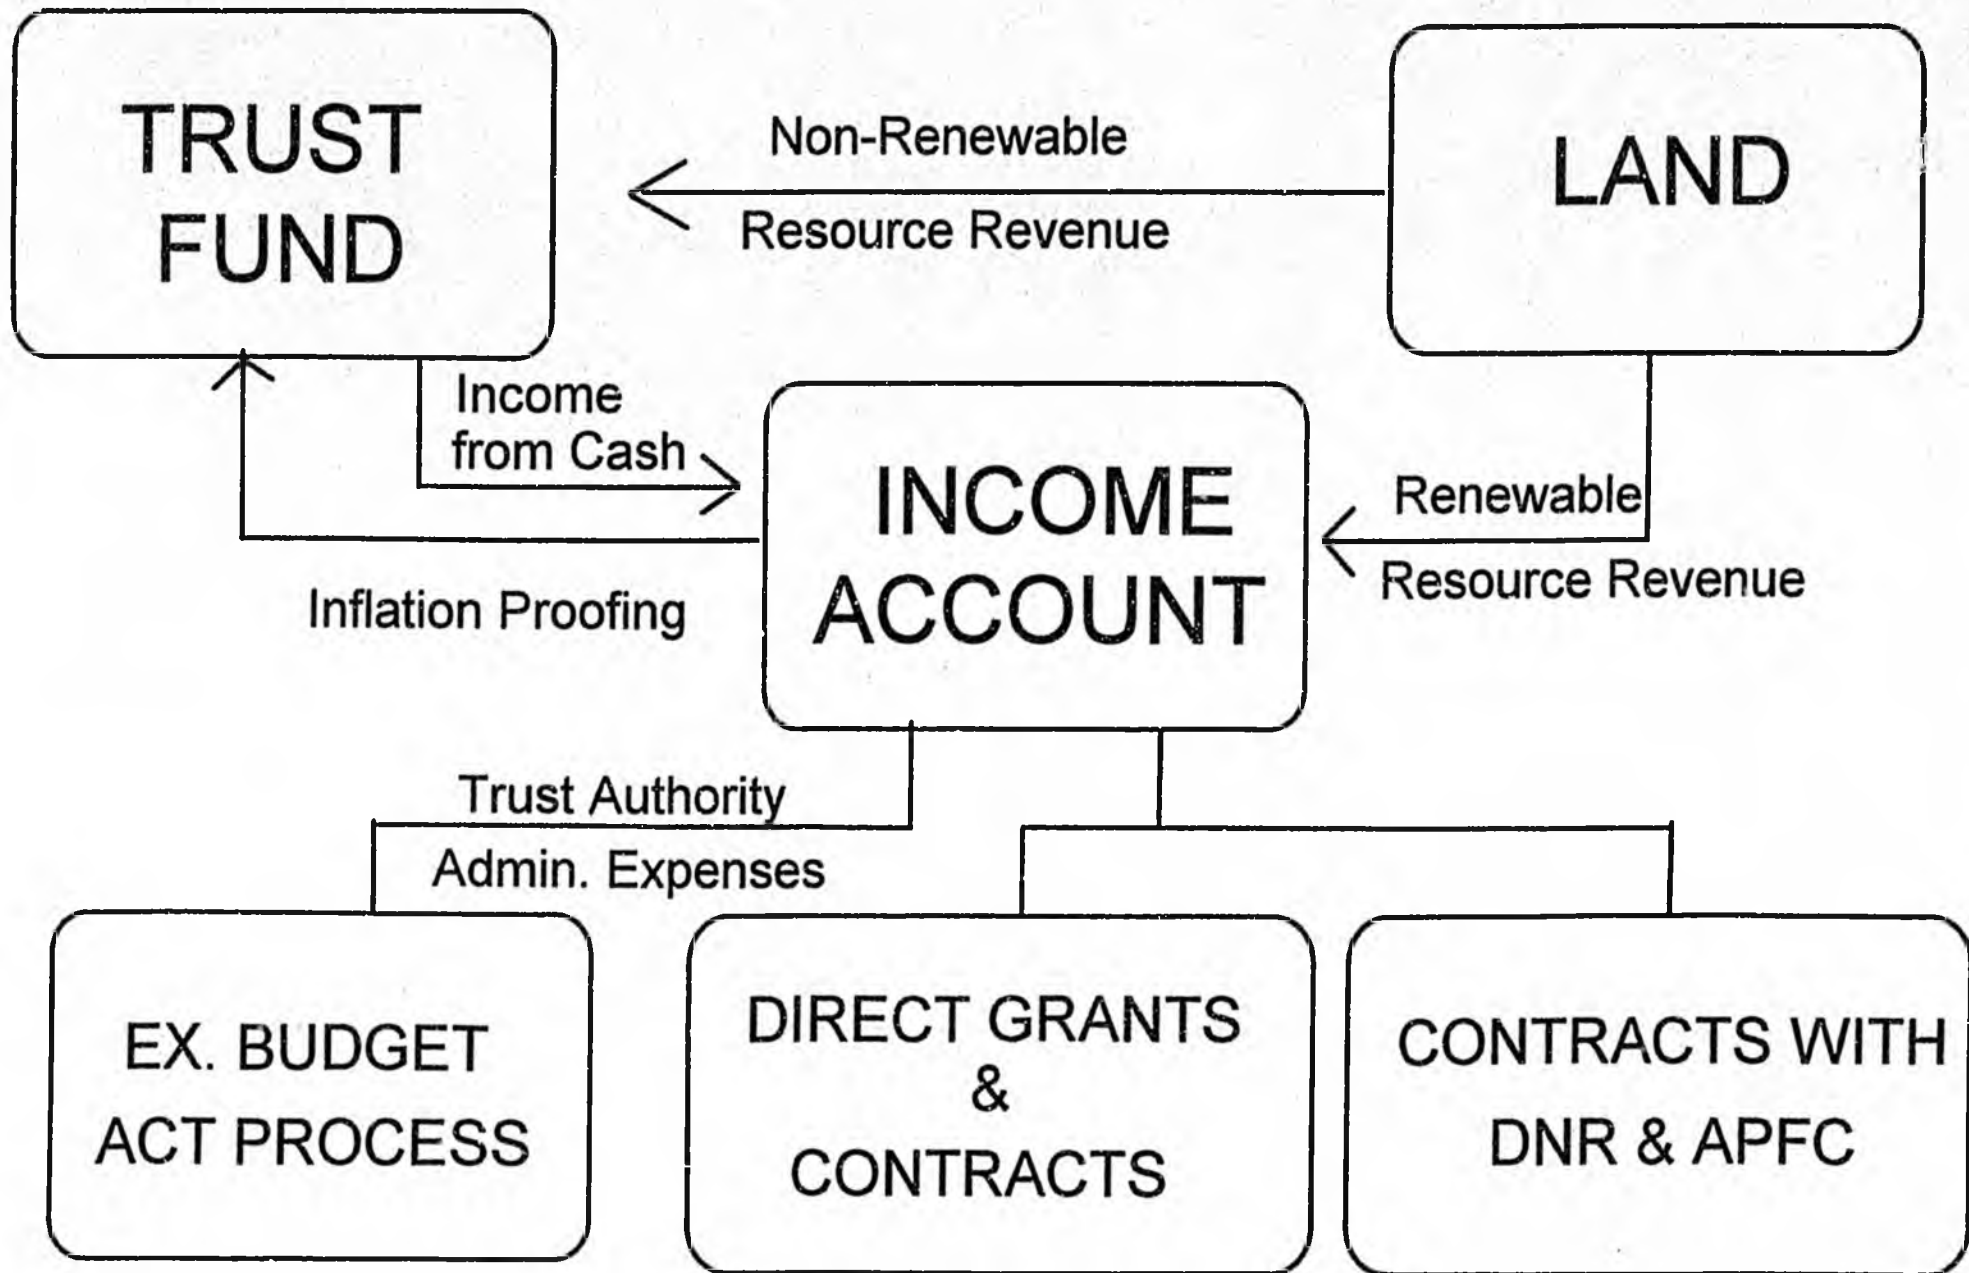 TRUST
FUND
Non-Renewable
Resource Revenue
LAND
Income
from Cash
INCOME
ACCOUNT
Renewable
Resource Revenue
Inflation Proofing
Trust Authority
Admin. Expenses
EX. BUDGET
ACT PROCESS
DIRECT GRANTS
&
CONTRACTS
CONTRACTS WITH
DNR & APFC